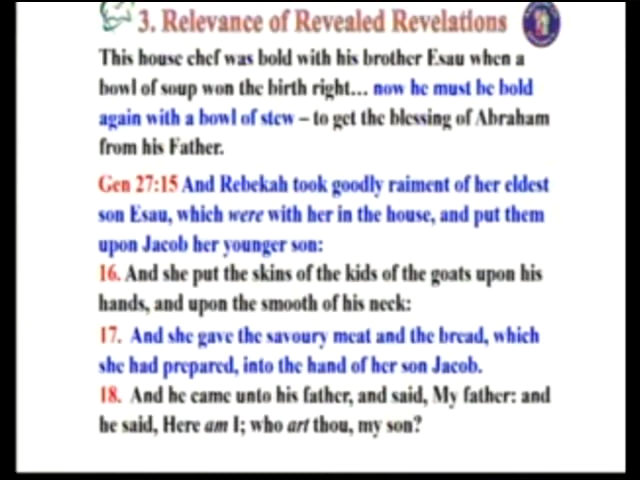 3. Relevance of Revealed Revelations
This house chef was bold with his brother Esau when a
bowl of soup won the birth right... now he must be bold
again with a bowl of stew – to get the blessing of Abraham
from his Father.
Gen 27:15 And Rebekah took goodly raiment of her eldest
son Esau, which were with her in the house, and put them
upon Jacob her younger son:
16. And she put the skins of the kids of the goats upon his
hands, and upon the smooth of his neck:
17. And she gave the savoury meat and the bread, which
she had prepared, into the hand of her son Jacob.
18. And he came unto his father, and said, My father: and
he said, Here am I; who art thou, my son?